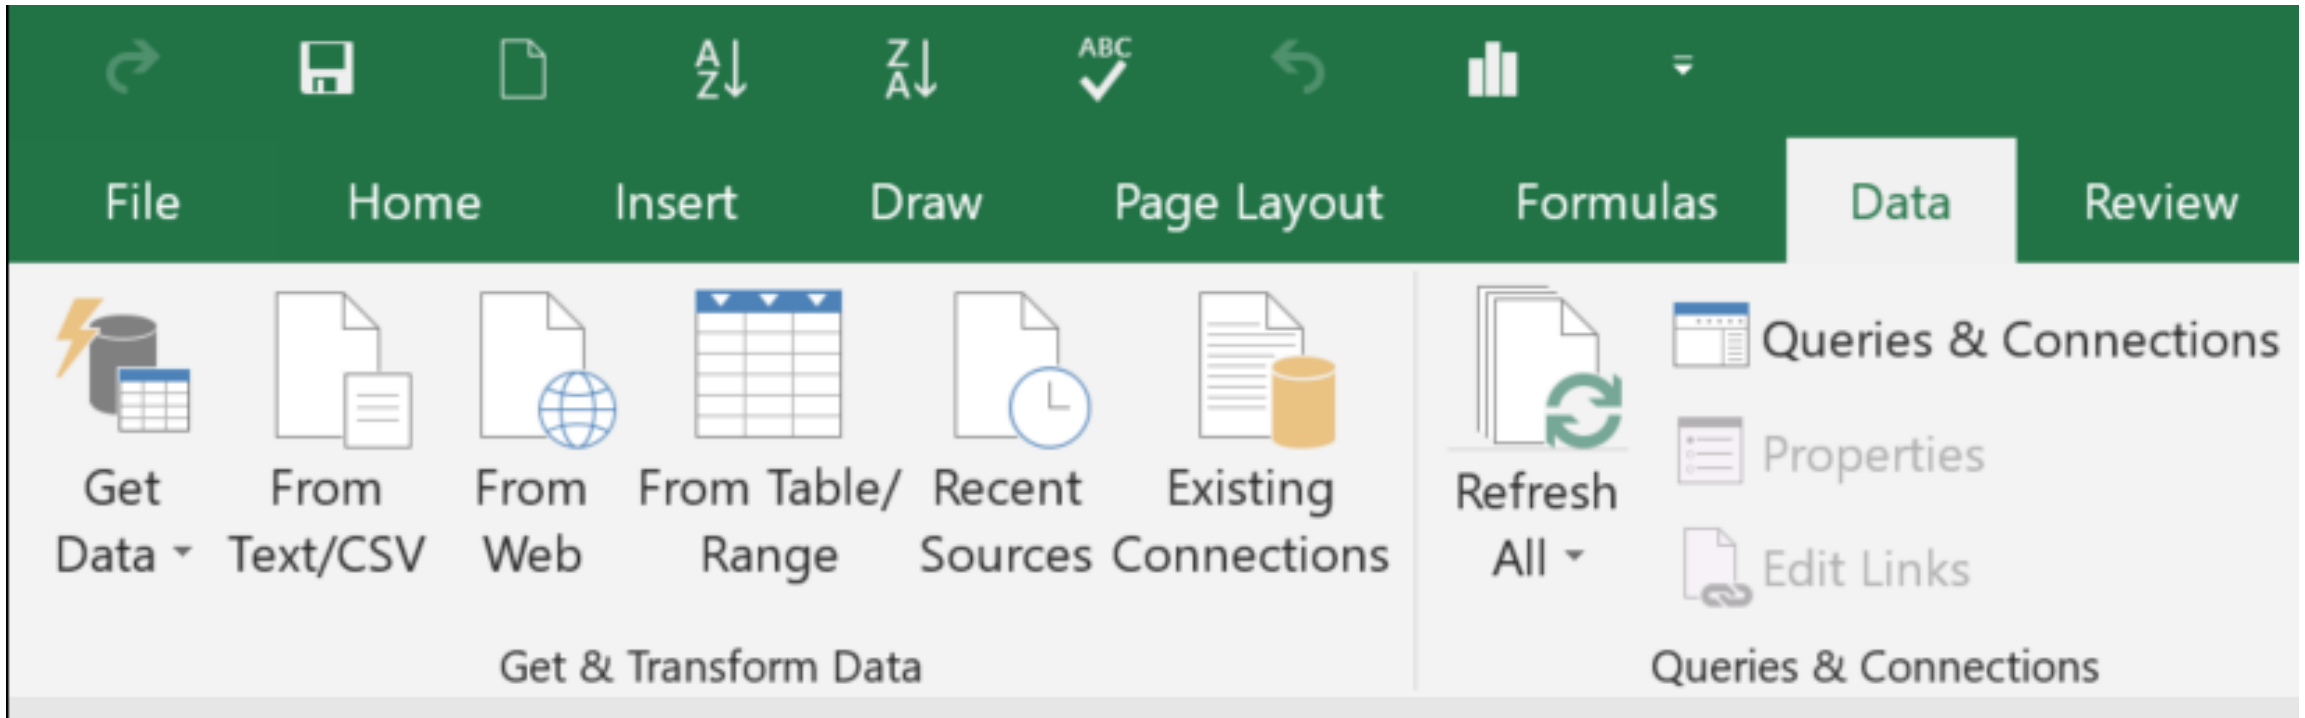 A
Z
Z
A
ABC
File Home Insert Draw Page Layout Formulas Data Review
Get Data
From Text/CSV
From Web
From Table/
Range
Recent Sources
Existing Connections
Get & Transform Data
Refresh All
Queries & Connections
Properties
Edit Links
Queries & Connections